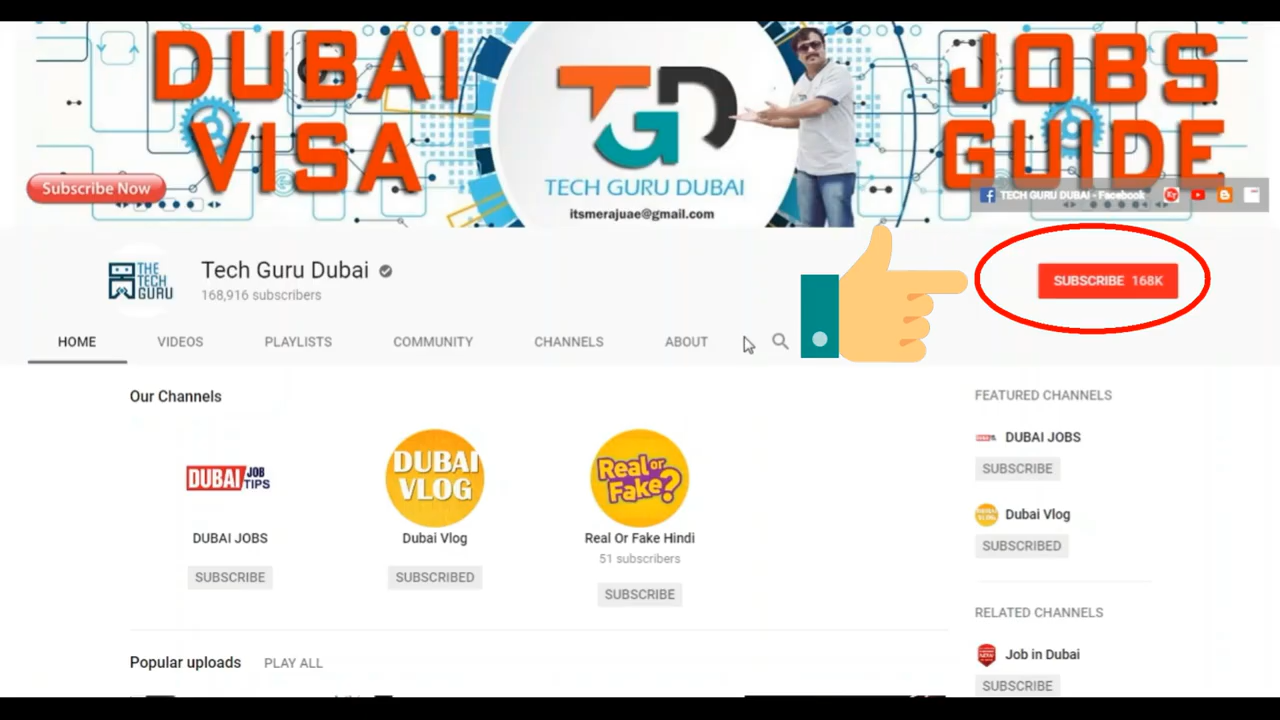 DUBAI
VISA
JOBS
GUIDE
TGD
TECH GURU DUBAI
itsmerajuae@gmail.com
Subscribe Now
TECH GURU DUBAI - Facebook
THE
TECH
GURU
Tech Guru Dubai
168,916 subscribers
SUBSCRIBE 168K
HOME VIDEOS PLAYLISTS COMMUNITY CHANNELS ABOUT
Our Channels
DUBAI JOB TIPS
DUBAI VLOG
Real or Fake?
DUBAI JOBS
Dubai Vlog
Real Or Fake Hindi
51 subscribers
SUBSCRIBE
SUBSCRIBED
SUBSCRIBE
Popular uploads PLAY ALL
FEATURED CHANNELS
DUBAI JOBS
SUBSCRIBE
Dubai Vlog
SUBSCRIBED
RELATED CHANNELS
Job in Dubai
SUBSCRIBE